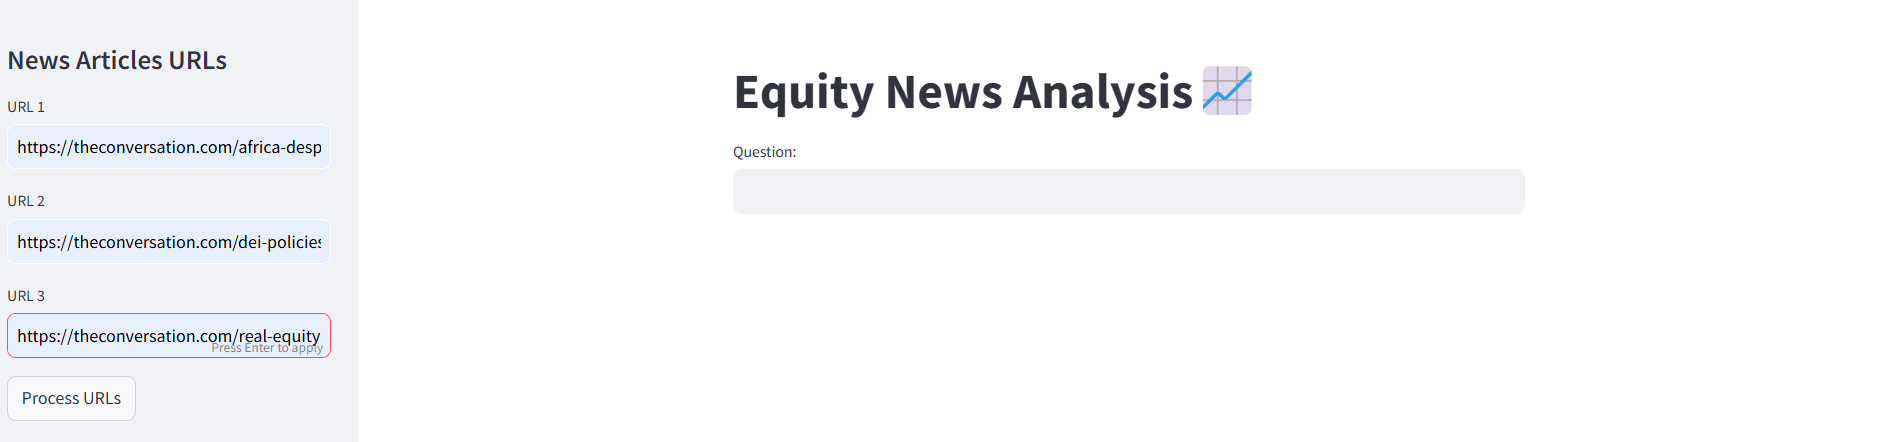 News Articles URLs
URL 1
https://theconversation.com/africa-desp
URL 2
https://theconversation.com/dei-policies
URL 3
https://theconversation.com/real-equity
Press Enter to apply
Process URLs
Equity News Analysis
Question: